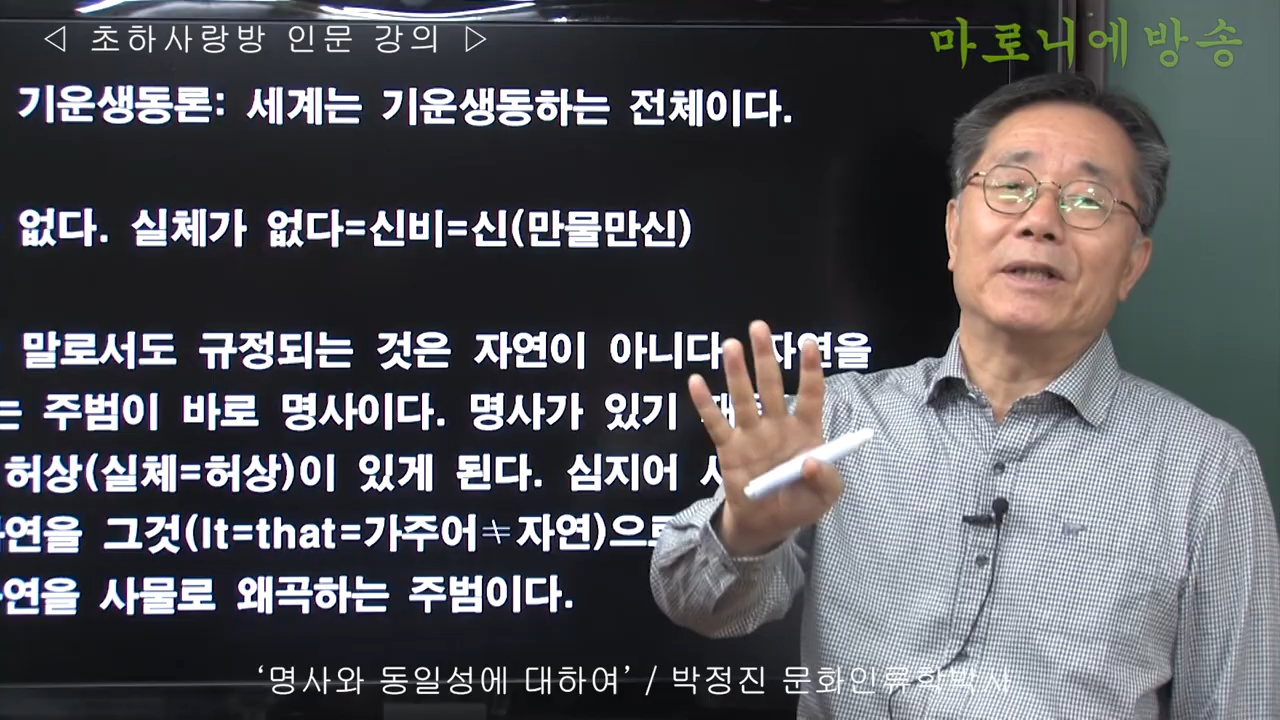 ◁ 초하사랑방 인문 강의 ▷
마로니에방송
기운생동론: 세계는 기운생동하는 전체이다.
없다. 실체가 없다=신비=신(만물만신)
말로서도 규정되는 것은 자연이 아니다. 자연을
는 주범이 바로 명사이다. 명사가 있기
허상(실체=허상)이 있게 된다. 심지어
자연을 그것(It=that=가주어≠자연)으로
자연을 사물로 왜곡하는 주범이다.
‘명사와 동일성에 대하여’ / 박정진 문화인류학박사